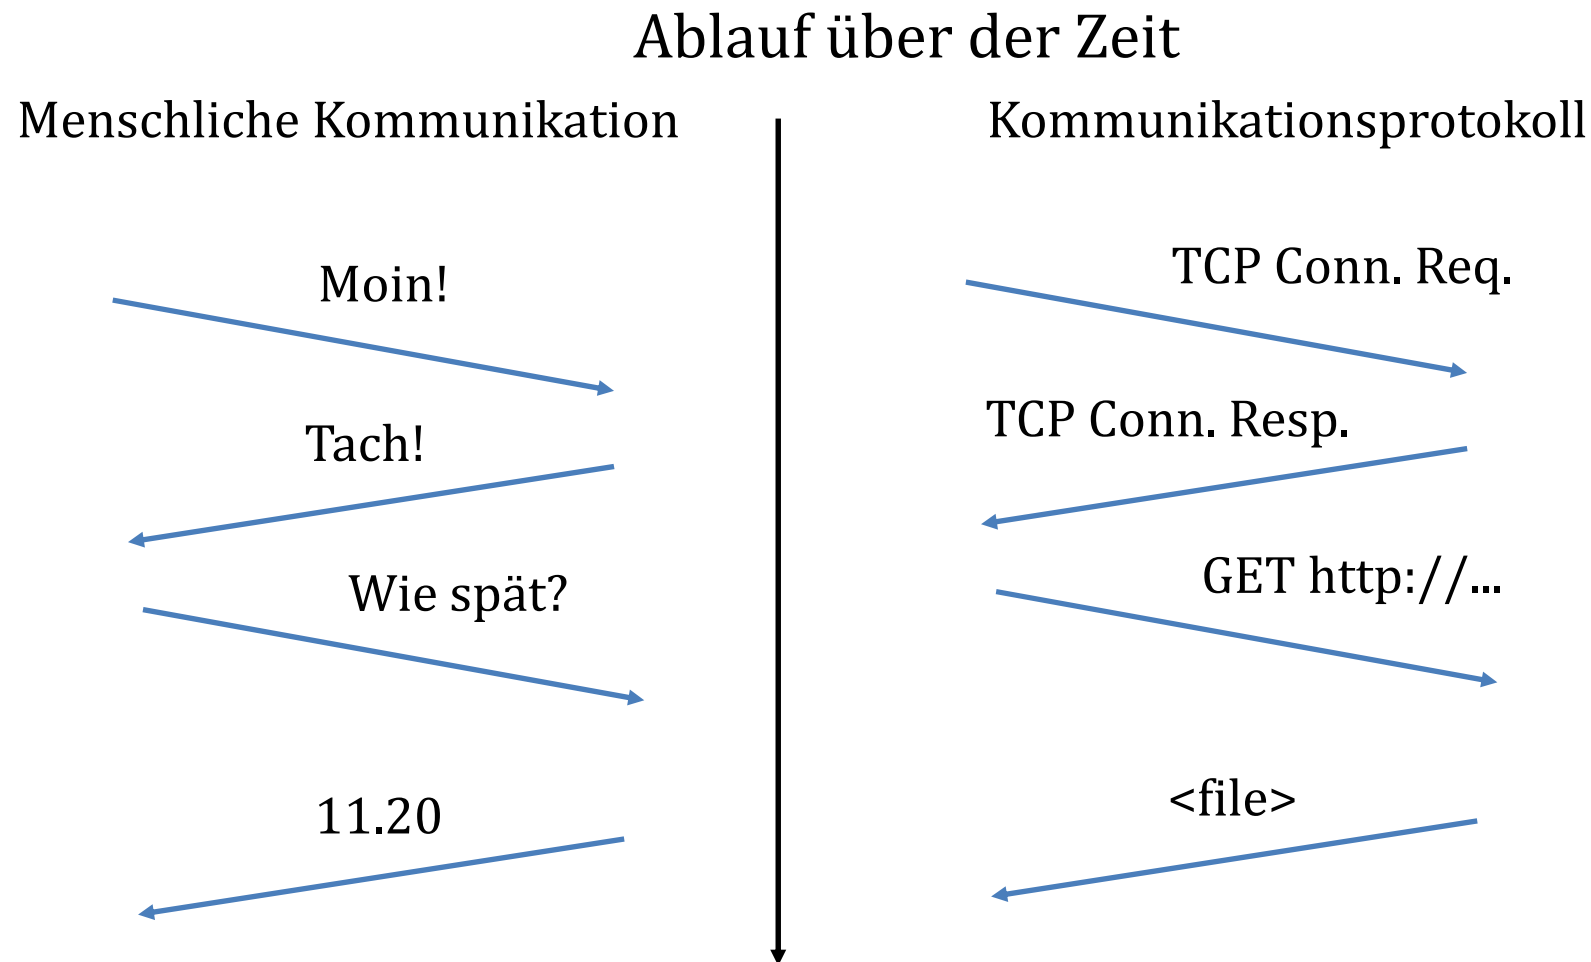 Ablauf über der Zeit
Menschliche Kommunikation
Kommunikationsprotokoll
Moin!
Tach!
Wie spät?
11.20
TCP Conn. Req.
TCP Conn. Resp.
GET http://...
<file>